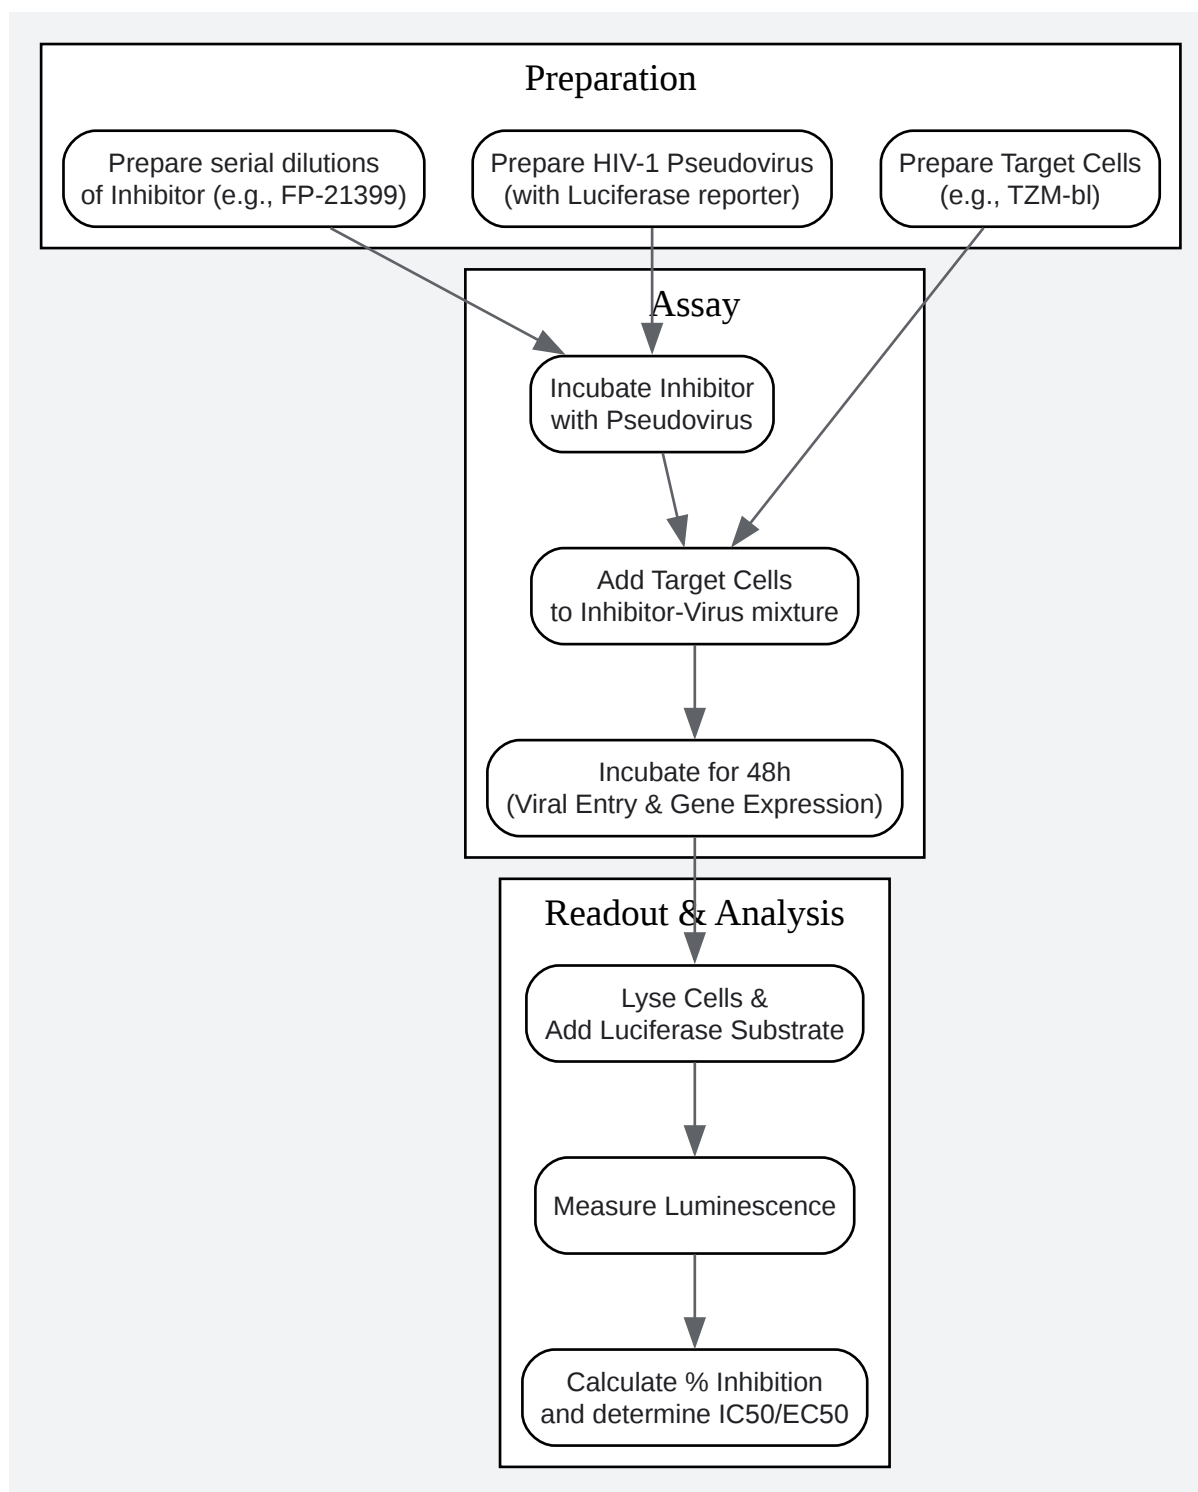 Preparation
Prepare serial dilutions
of Inhibitor (e.g., FP-21399)
Prepare HIV-1 Pseudovirus
(with Luciferase reporter)
Prepare Target Cells
(e.g., TZM-bl)
Assay
Incubate Inhibitor
with Pseudovirus
Add Target Cells
to Inhibitor-Virus mixture
Incubate for 48h
(Viral Entry & Gene Expression)
Readout & Analysis
Lyse Cells &
Add Luciferase Substrate
Measure Luminescence
Calculate % Inhibition
and determine IC50/EC50